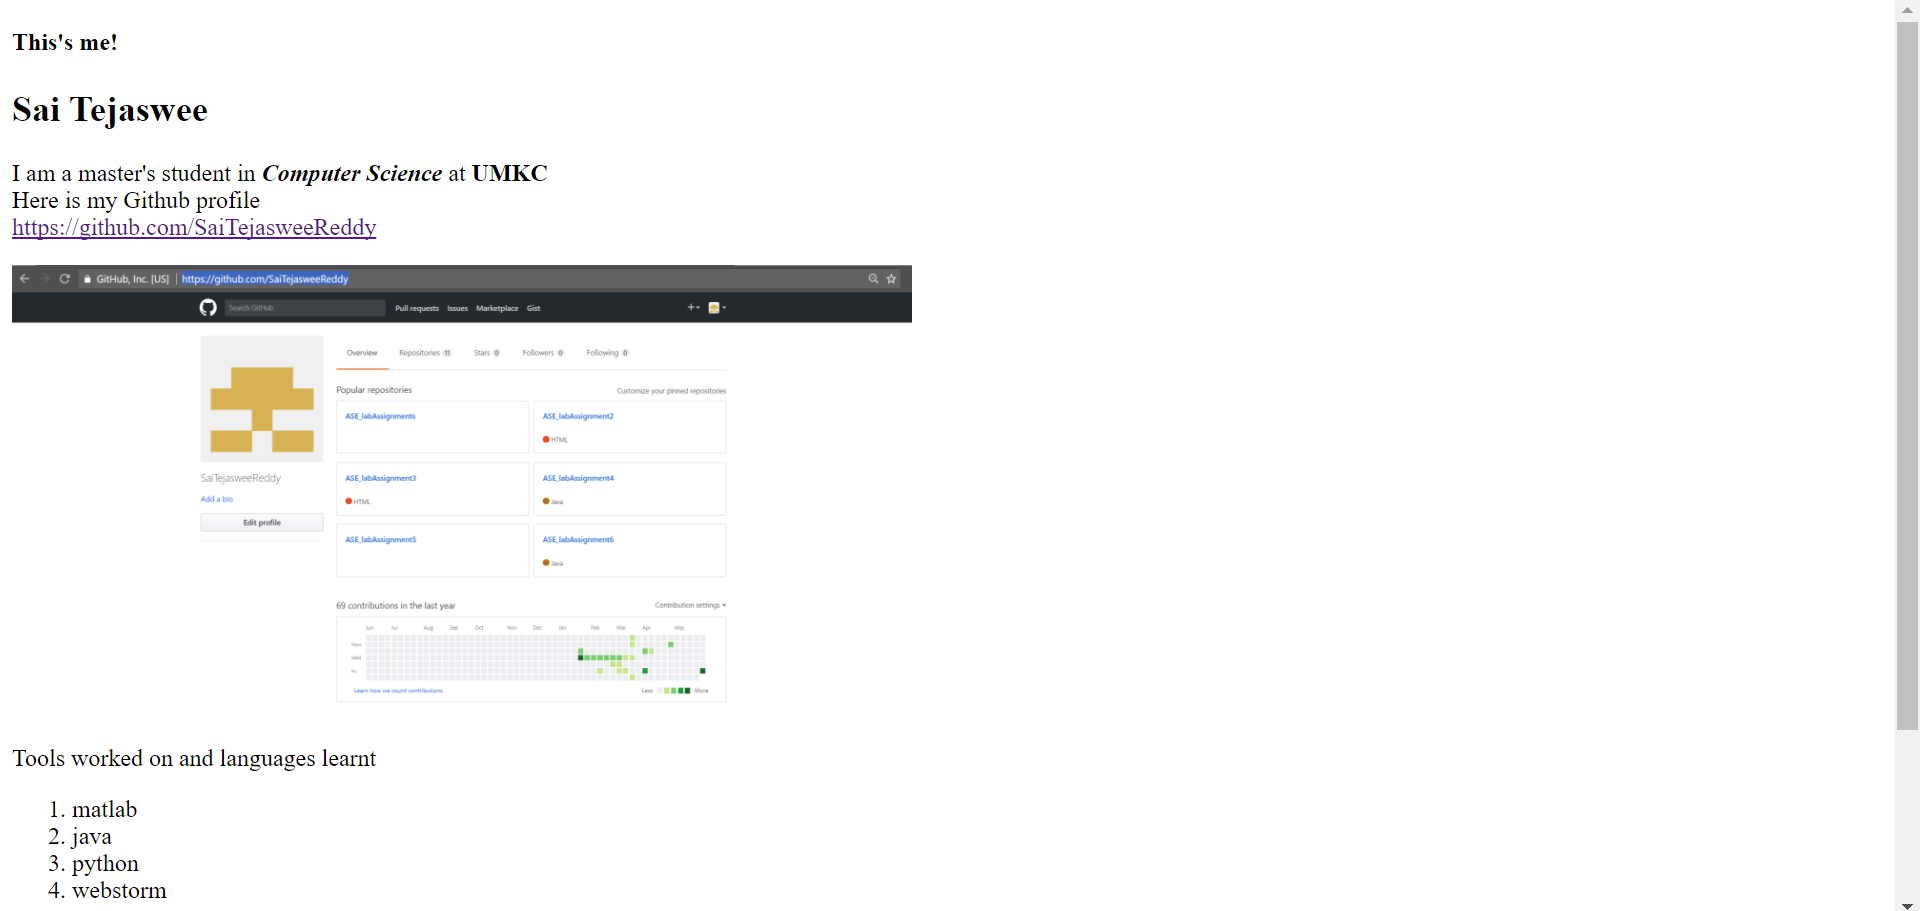 This's me!
Sai Tejaswee
I am a master's student in Computer Science at UMKC
Here is my Github profile
https://github.com/SaiTejasweeReddy
GitHub, Inc. [US] | https://github.com/SaiTejasweeReddy
Search GitHub Pull requests Issues Marketplace Gist
Overview Repositories 11 Stars 0 Followers 0 Following 0
Popular repositories Customize your pinned repositories
ASE_labAssignments ASE_labAssignment2
HTML
ASE_labAssignment3 ASE_labAssignment4
HTML Java
SaiTejasweeReddy
Add a bio
Edit profile
ASE_labAssignment5 ASE_labAssignment6
Java
69 contributions in the last year Contribution settings
Jun Jul Aug Sep Oct Nov Dec Jan Feb Mar Apr May
Mon
Wed
Fri
Learn how we count contributions. Less More
Tools worked on and languages learnt
1. matlab
2. java
3. python
4. webstorm